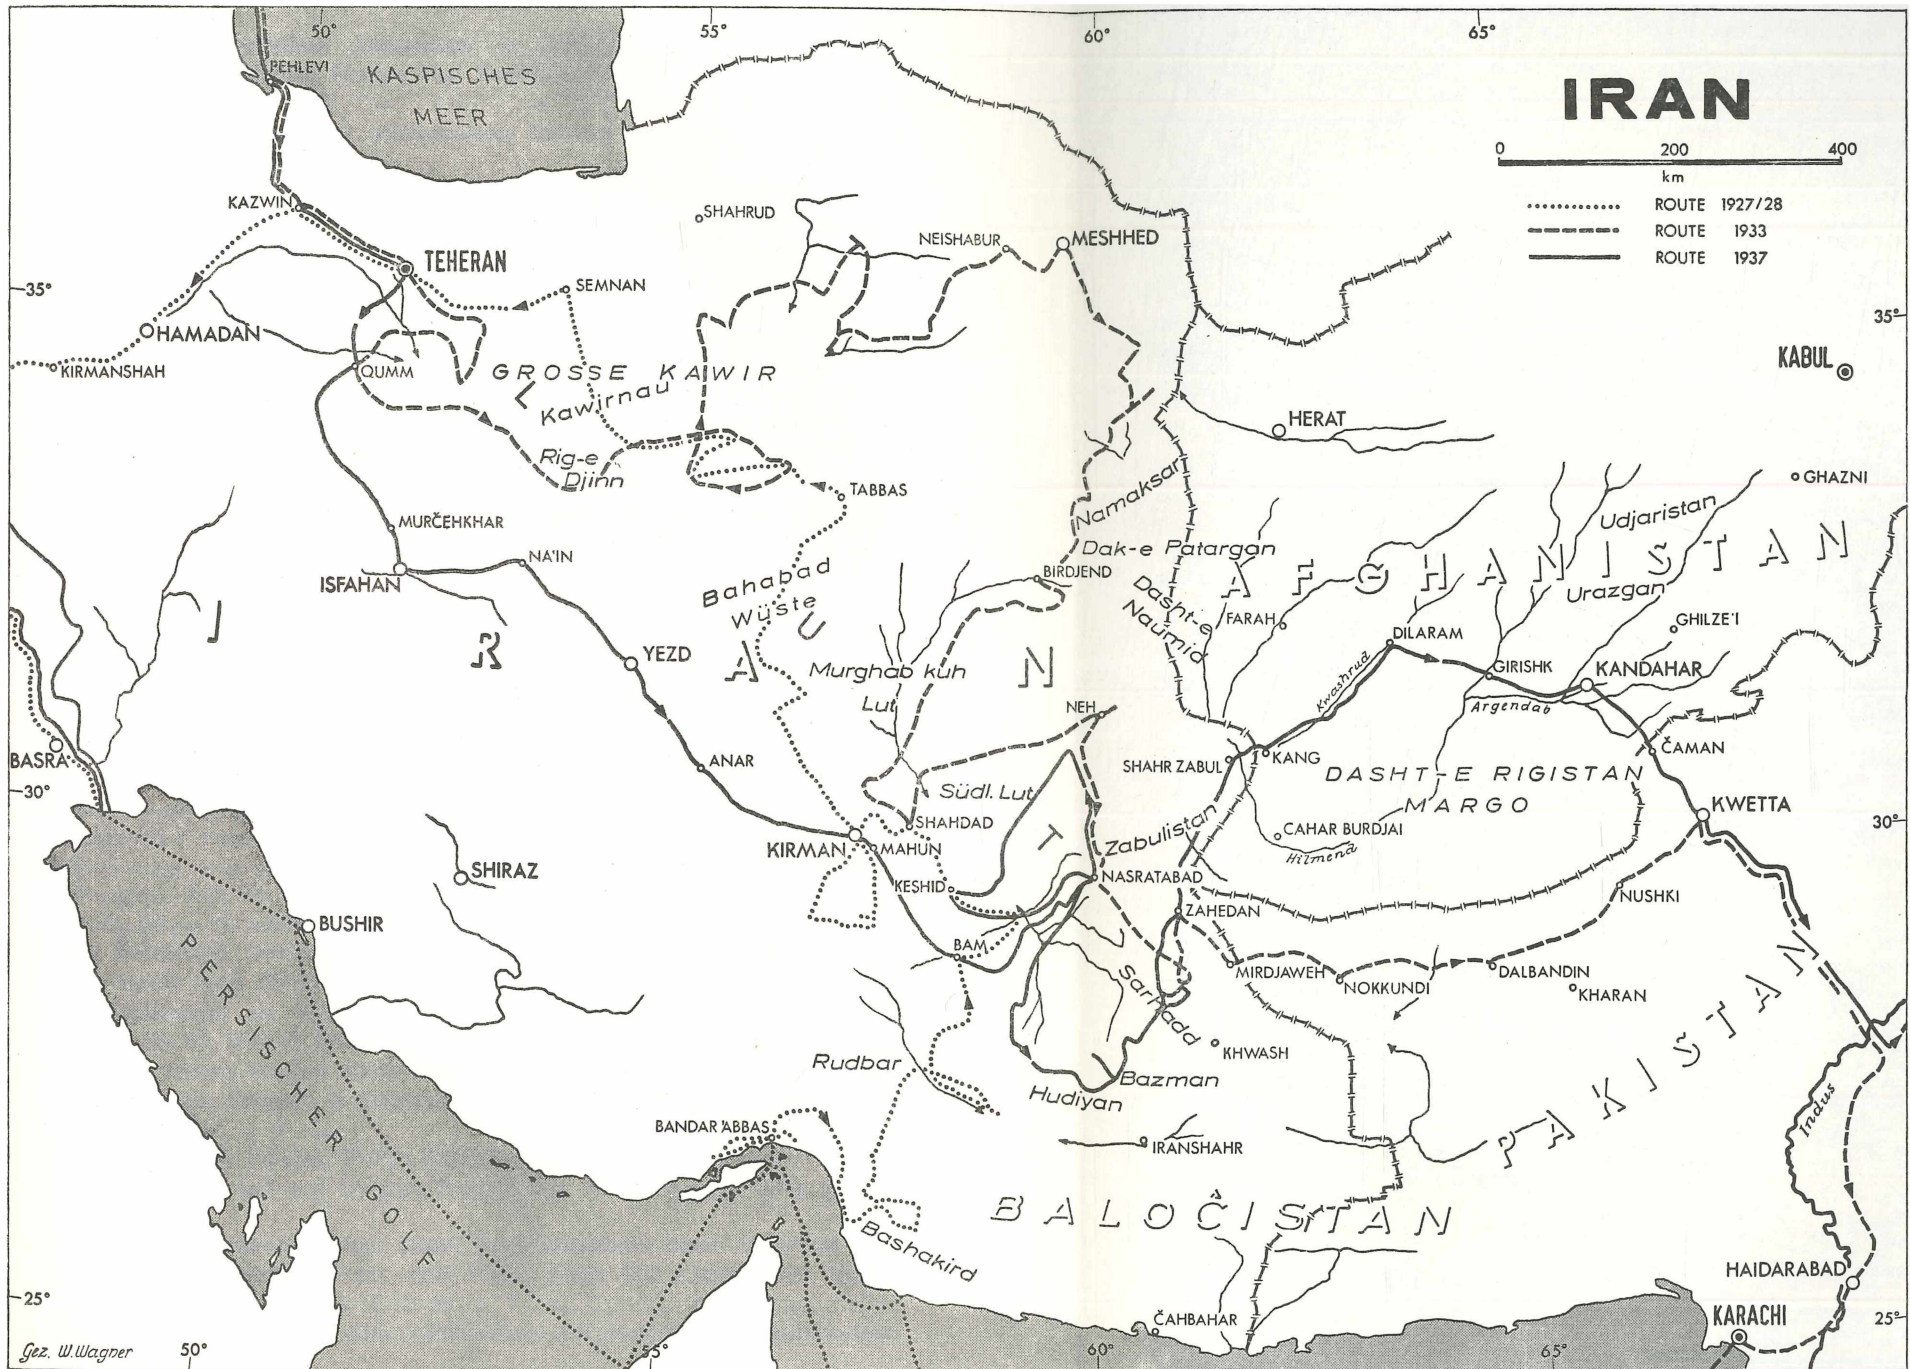 50°
55°
60°
65°
PEHLEVI
KASPISCHES
MEER
IRAN
0 200 400
km
ROUTE 1927/28
ROUTE 1933
ROUTE 1937
KAZWIN
TEHERAN
SHAHRUD
NEISHABUR
MESHHED
SEMNAN
35°
35°
HAMADAN
KIRMANSHAH
QUMM
GROSSE KAWIR
Kawirnau
KABUL
HERAT
Rig-e
Djinn
TABBAS
GHAZNI
Namaksar
Udjaristan
MURČEHKHAR
NA'IN
ISFAHAN
Dak-e Patargan
BIRDJEND
Bahabad
Wüste
Dasht-e
Naumid
AFGHANISTAN
Urazgan
FARAH
GHILZE'I
DILARAM
IRAN
YEZD
Murghab kuh
Lut
LUT
GIRISHK
KANDAHAR
Kwashrud
Argendab
NEH
BASRA
ANAR
SHAHR ZABUL
KANG
ČAMAN
DASHT-E RIGISTAN
MARGO
30°
30°
Südl. Lut
SHAHDAD
KWETTA
Zabulistan
CAHAR BURDJAI
Hilmend
KIRMAN
MAHUN
SHIRAZ
KESHID
NASRATABAD
NUSHKI
ZAHEDAN
BUSHIR
BAM
MIRDJAWEH
NOKKUNDI
DALBANDIN
KHARAN
Sarhadd
KHWASH
Rudbar
Bazman
Hudiyan
PERSISCHER GOLF
PAKISTAN
Indus
BANDAR 'ABBAS
IRANSHAHR
BALOČISTAN
Bashakird
25°
25°
HAIDARABAD
ČAHBAHAR
KARACHI
Gez. W.Wagner
50°
55°
60°
65°